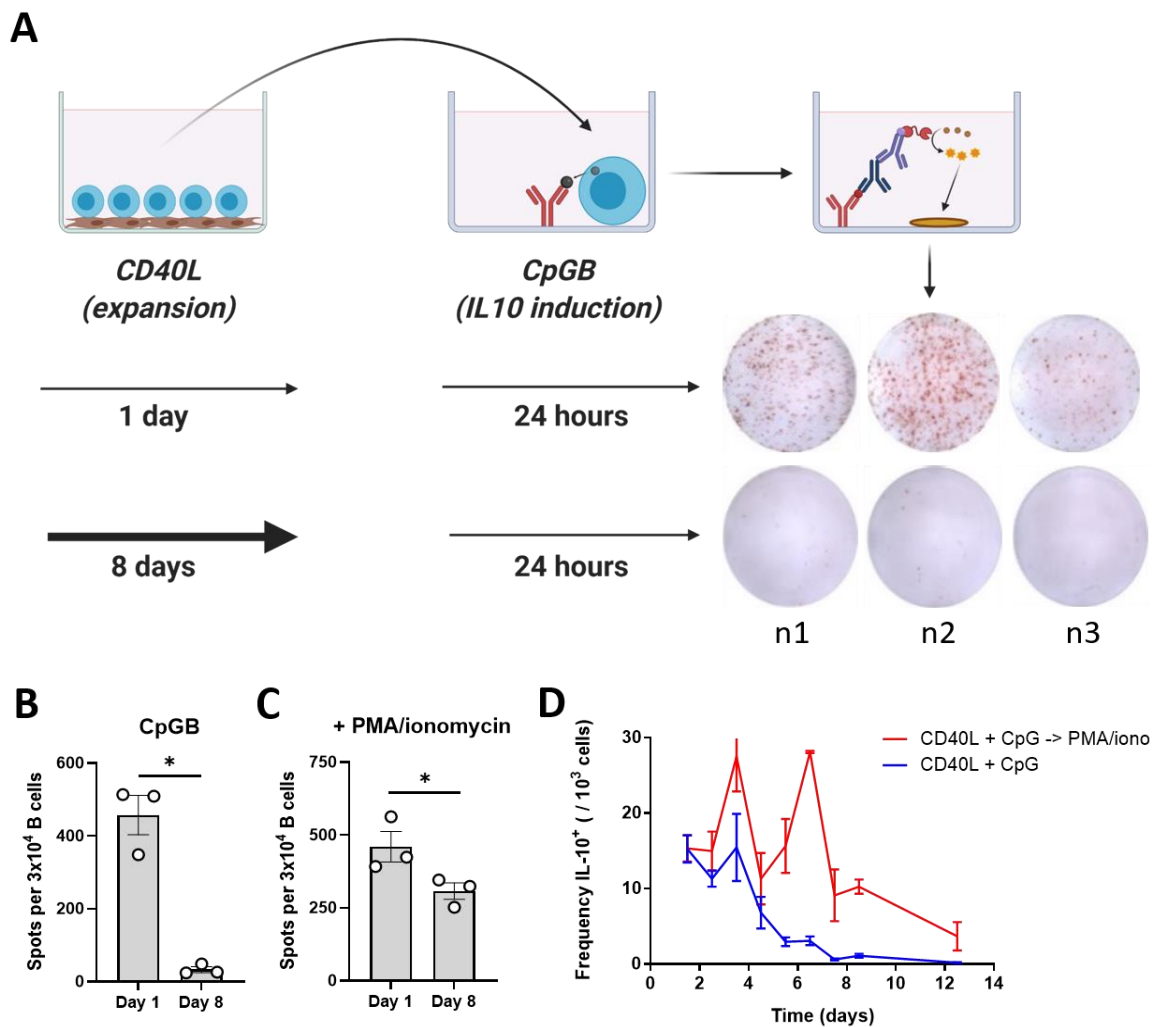 A
CD40L
(expansion)
CpGB
(IL10 induction)
1 day
24 hours
8 days
24 hours
n1
n2
n3
B
CpGB
Spots per 3x10⁴ B cells
600
400
200
0
*
Day 1
Day 8
C
+ PMA/ionomycin
Spots per 3x10⁴ B cells
750
500
250
0
*
Day 1
Day 8
D
Frequency IL-10⁺ ( / 10³ cells)
30
20
10
0
0
2
4
6
8
10
12
14
Time (days)
CD40L + CpG -> PMA/iono
CD40L + CpG